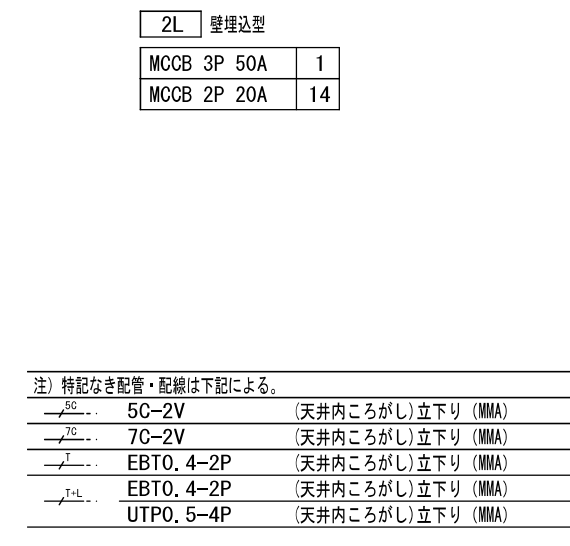 2L 壁埋込型
MCCB 3P 50A 1
MCCB 2P 20A 14
注) 特記なき配管・配線は下記による。
5C 5C-2V (天井内ころがし)立下り (MMA)
7C 7C-2V (天井内ころがし)立下り (MMA)
T EBT0.4-2P (天井内ころがし)立下り (MMA)
T+L EBT0.4-2P (天井内ころがし)立下り (MMA)
UTP0.5-4P (天井内ころがし)立下り (MMA)